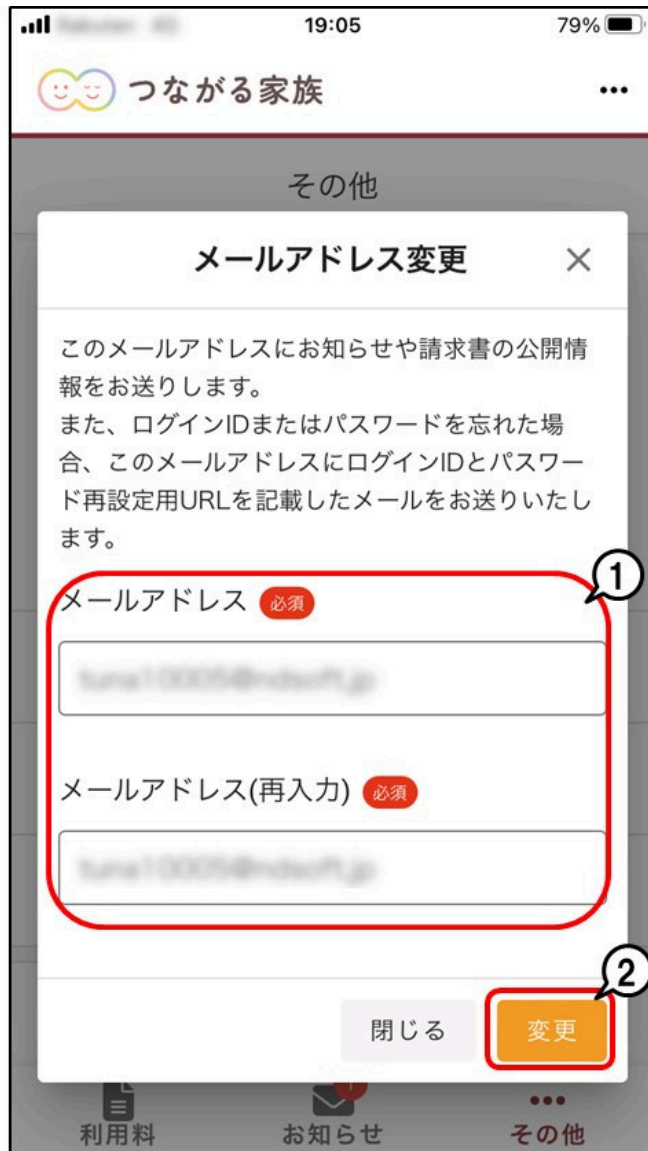 19:05
79%
つながる家族
その他
メールアドレス変更
このメールアドレスにお知らせや請求書の公開情
報をお送りします。
また、ログインIDまたはパスワードを忘れた場
合、このメールアドレスにログインIDとパスワー
ド再設定用URLを記載したメールをお送りいたし
ます。
1
メールアドレス 必須
メールアドレス(再入力) 必須
2
閉じる 変更
利用料 お知らせ その他